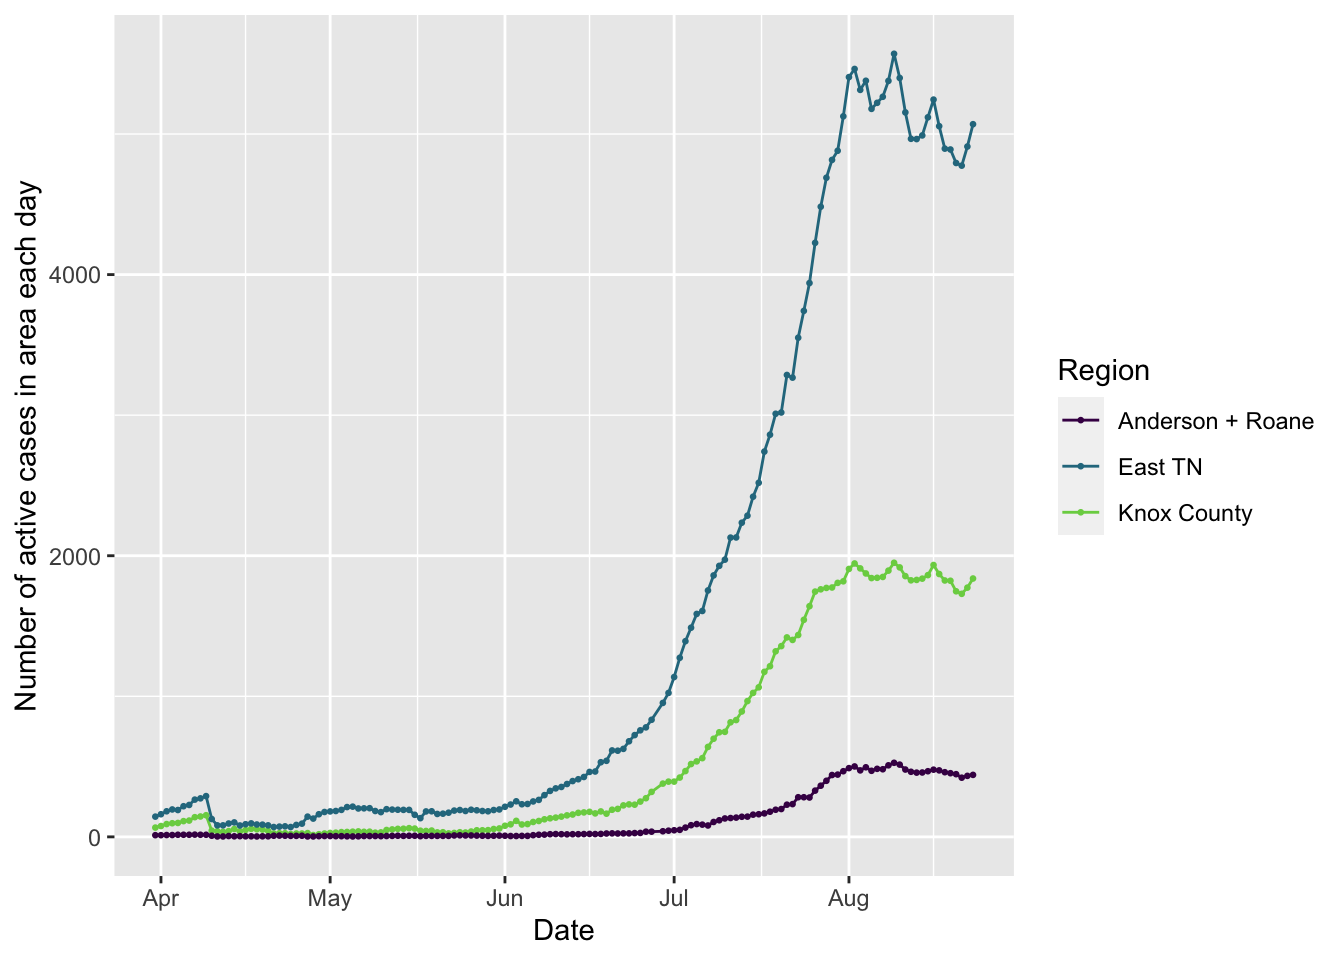 Number of active cases in area each day
4000
2000
0
Apr May Jun Jul Aug
Date
Region
Anderson + Roane
East TN
Knox County